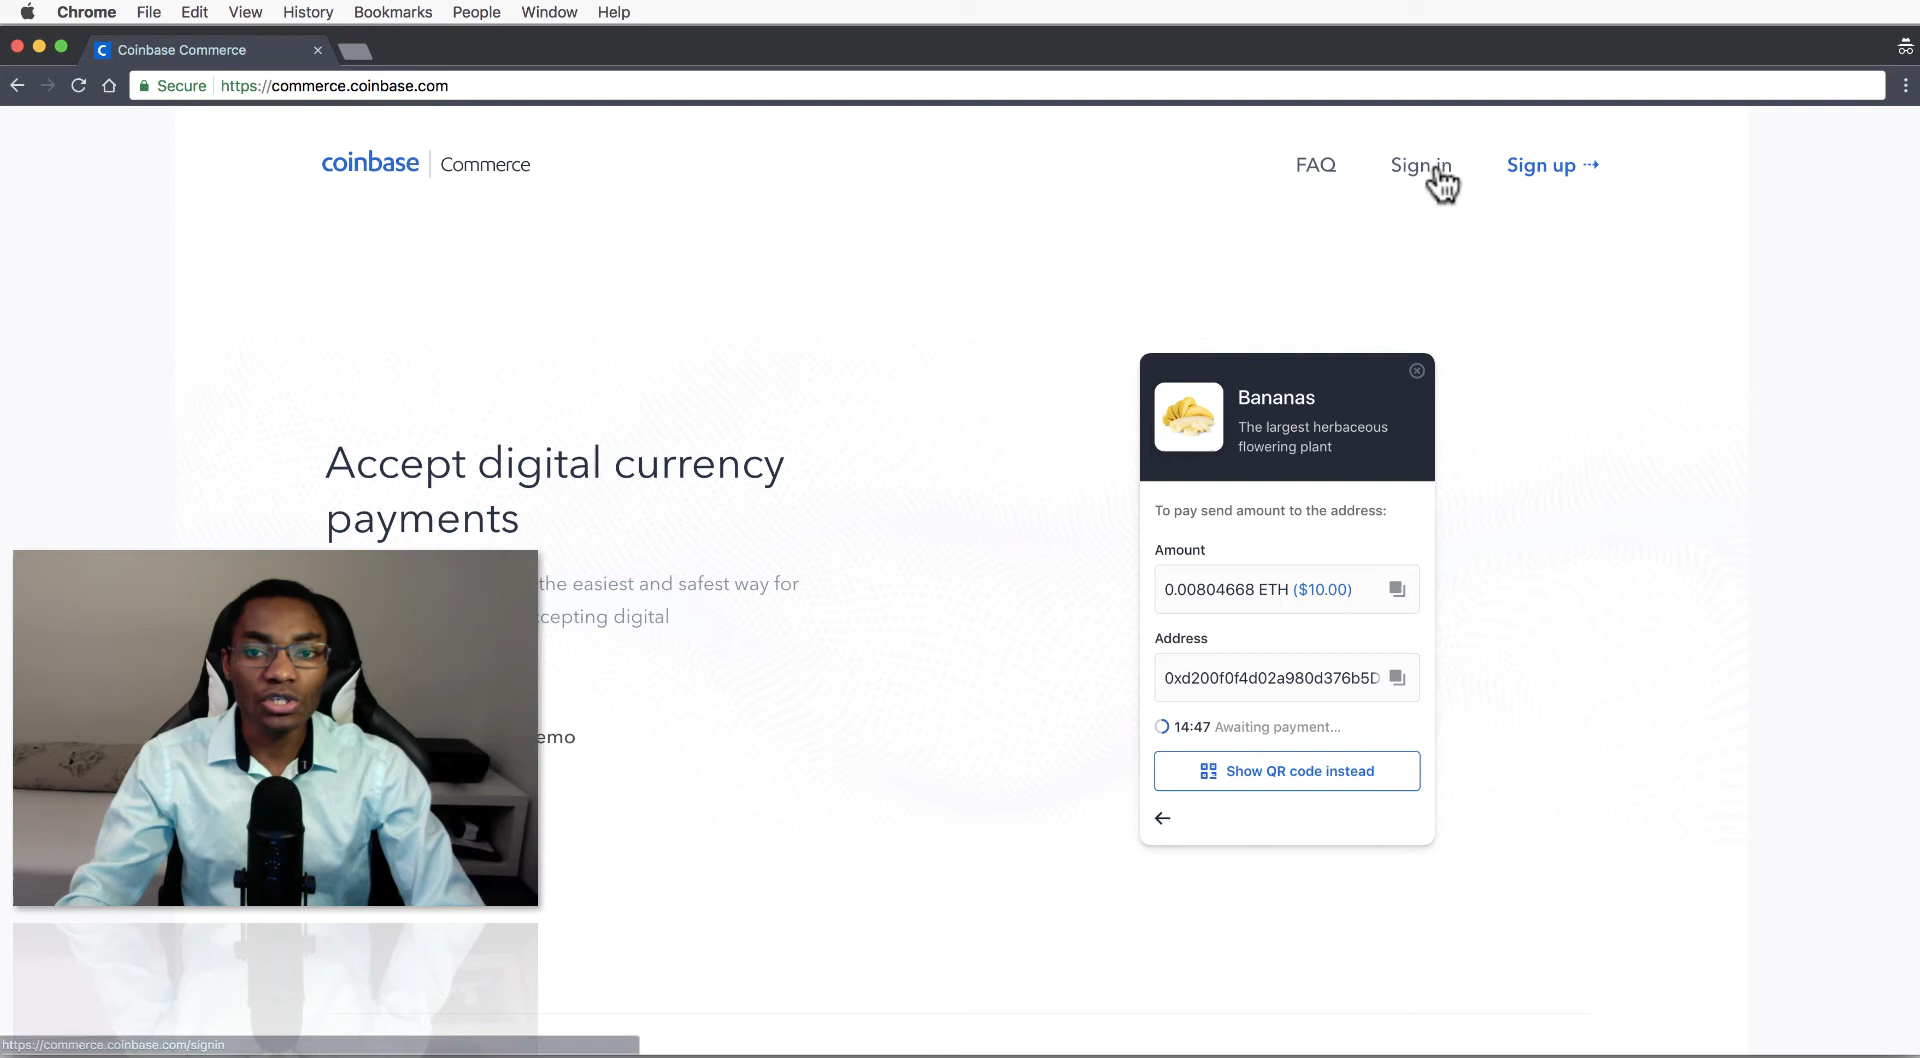 Chrome File Edit View History Bookmarks People Window Help
Coinbase Commerce
Secure https://commerce.coinbase.com
coinbase Commerce
FAQ Sign in Sign up
Accept digital currency
payments
the easiest and safest way for
cepting digital
emo
Bananas
The largest herbaceous
flowering plant
To pay send amount to the address:
Amount
0.00804668 ETH ($10.00)
Address
0xd200f0f4d02a980d376b5D
14:47 Awaiting payment...
Show QR code instead
https://commerce.coinbase.com/signin